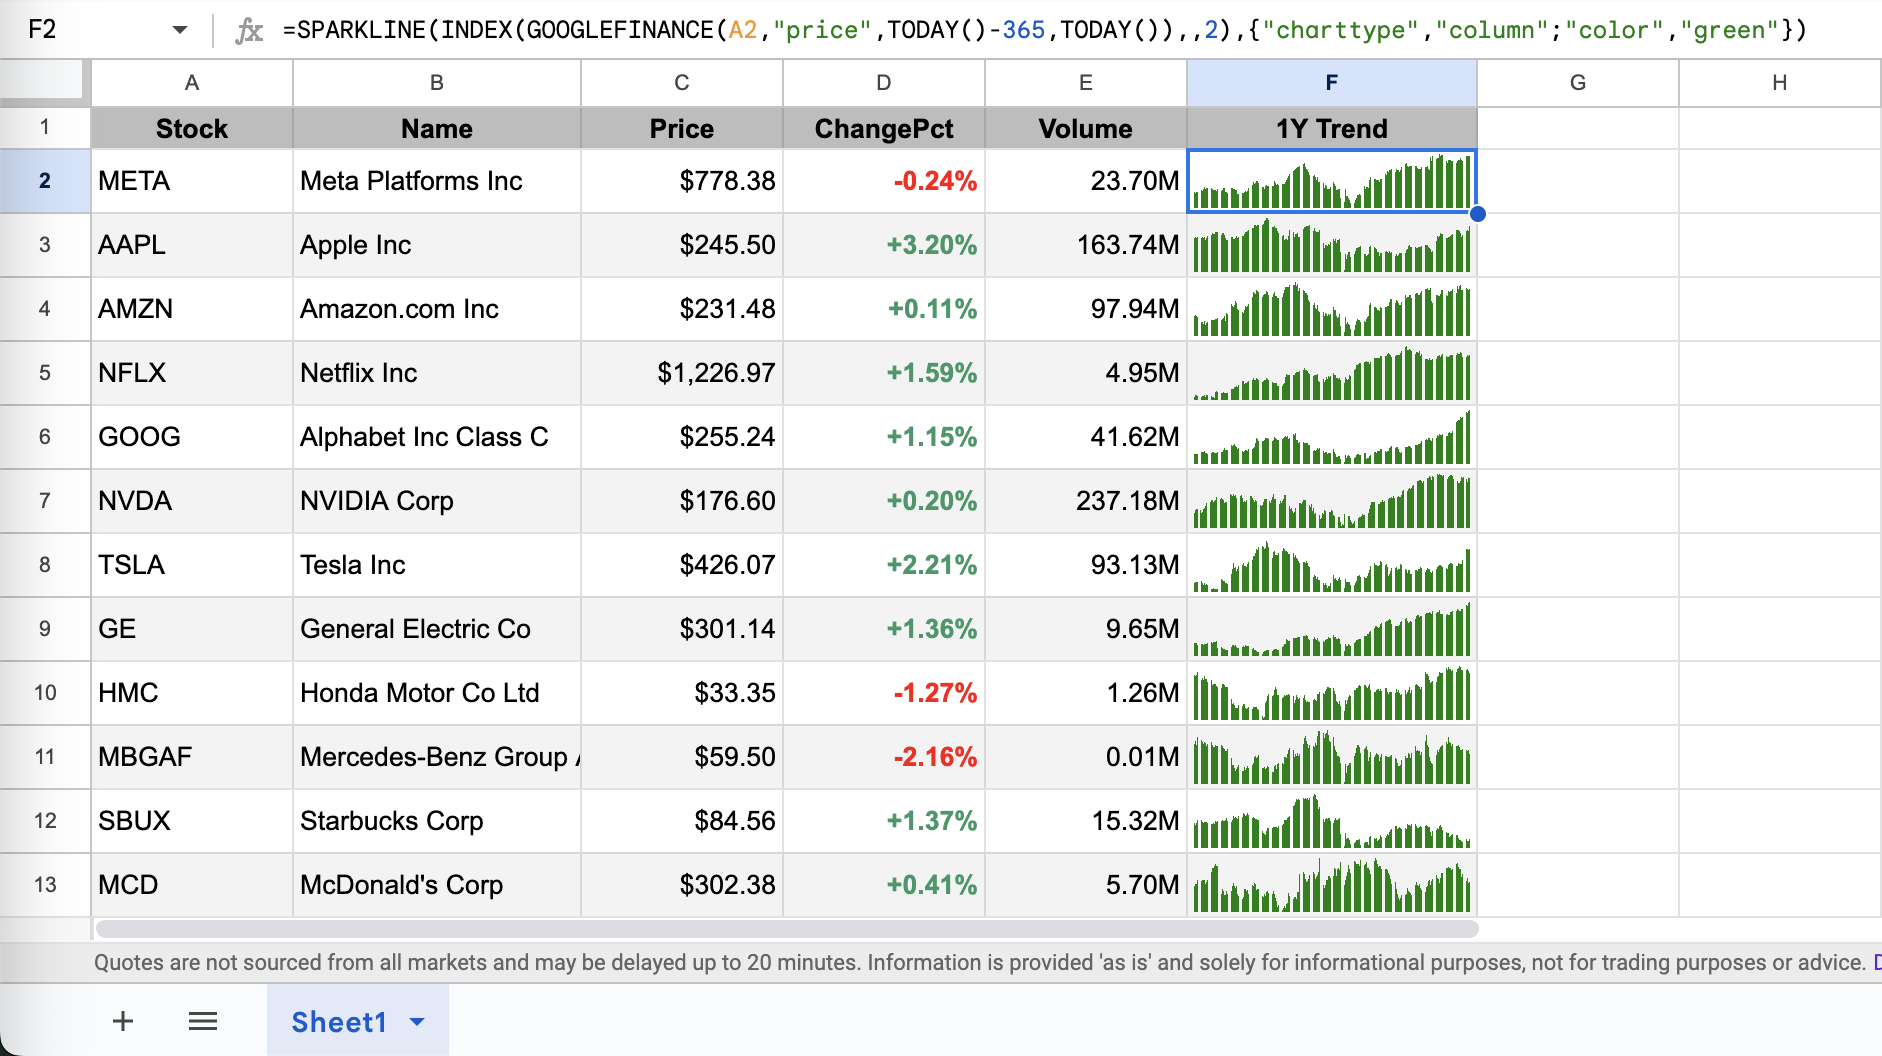 F2 fx =SPARKLINE(INDEX(GOOGLEFINANCE(A2,"price",TODAY()-365,TODAY()),,2),{"charttype","column";"color","green"})
A B C D E F G H
1 Stock Name Price ChangePct Volume 1Y Trend
2 META Meta Platforms Inc $778.38 -0.24% 23.70M
3 AAPL Apple Inc $245.50 +3.20% 163.74M
4 AMZN Amazon.com Inc $231.48 +0.11% 97.94M
5 NFLX Netflix Inc $1,226.97 +1.59% 4.95M
6 GOOG Alphabet Inc Class C $255.24 +1.15% 41.62M
7 NVDA NVIDIA Corp $176.60 +0.20% 237.18M
8 TSLA Tesla Inc $426.07 +2.21% 93.13M
9 GE General Electric Co $301.14 +1.36% 9.65M
10 HMC Honda Motor Co Ltd $33.35 -1.27% 1.26M
11 MBGAF Mercedes-Benz Group $59.50 -2.16% 0.01M
12 SBUX Starbucks Corp $84.56 +1.37% 15.32M
13 MCD McDonald's Corp $302.38 +0.41% 5.70M
Quotes are not sourced from all markets and may be delayed up to 20 minutes. Information is provided 'as is' and solely for informational purposes, not for trading purposes or advice.
Sheet1